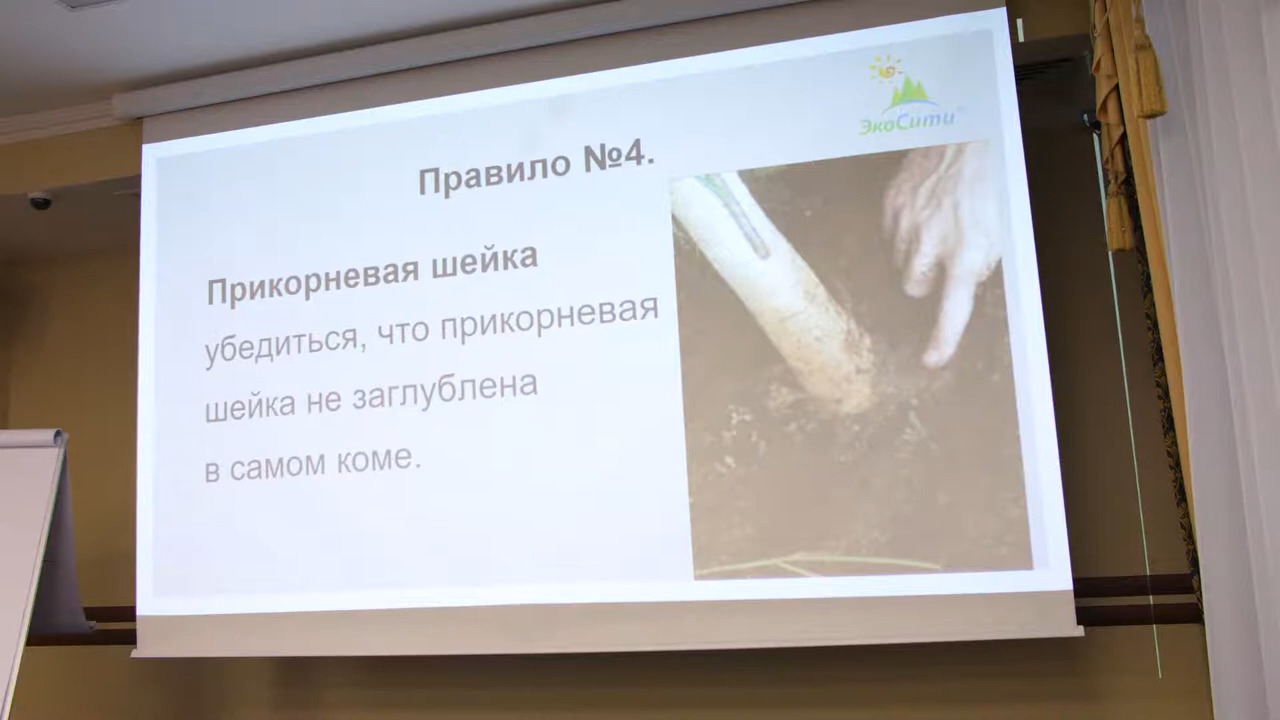 ЭкоСити
Правило №4.
Прикорневая шейка
убедиться, что прикорневая
шейка не заглублена
в самом коме.